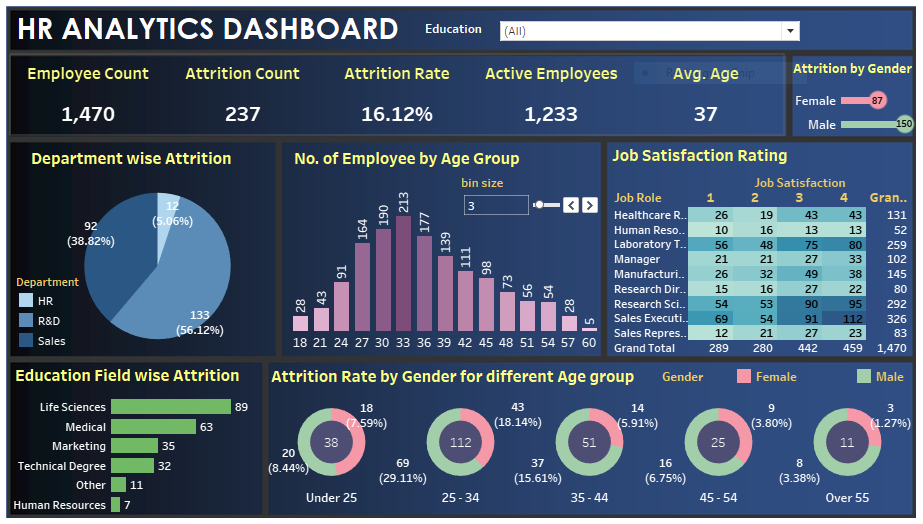 HR ANALYTICS DASHBOARD
Education
(All)
Employee Count
Attrition Count
Attrition Rate
Active Employees
Avg. Age
1,470
237
16.12%
1,233
37
Attrition by Gender
Female 87
Male 150
Department wise Attrition
12
(5.06%)
92
(38.82%)
133
(56.12%)
Department
HR
R&D
Sales
No. of Employee by Age Group
bin size
3
28 43 91 164 190 213 177 139 111 98 73 56 54 28 5
18 21 24 27 30 33 36 39 42 45 48 51 54 57 60
Job Satisfaction Rating
Job Satisfaction
Job Role 1 2 3 4 Gran..
Healthcare R.. 26 19 43 43 131
Human Reso.. 10 16 13 13 52
Laboratory T.. 56 48 75 80 259
Manager 21 21 27 33 102
Manufacturi.. 26 32 49 38 145
Research Dir.. 15 16 27 22 80
Research Sci.. 54 53 90 95 292
Sales Executi.. 69 54 91 112 326
Sales Repres.. 12 21 27 23 83
Grand Total 289 280 442 459 1,470
Education Field wise Attrition
Life Sciences 89
Medical 63
Marketing 35
Technical Degree 32
Other 11
Human Resources 7
Attrition Rate by Gender for different Age group
Gender
Female
Male
18
(7.59%)
38
20
(8.44%)
Under 25
43
(18.14%)
112
69
(29.11%)
25 - 34
14
(5.91%)
51
37
(15.61%)
35 - 44
9
(3.80%)
25
16
(6.75%)
45 - 54
3
(1.27%)
11
8
(3.38%)
Over 55